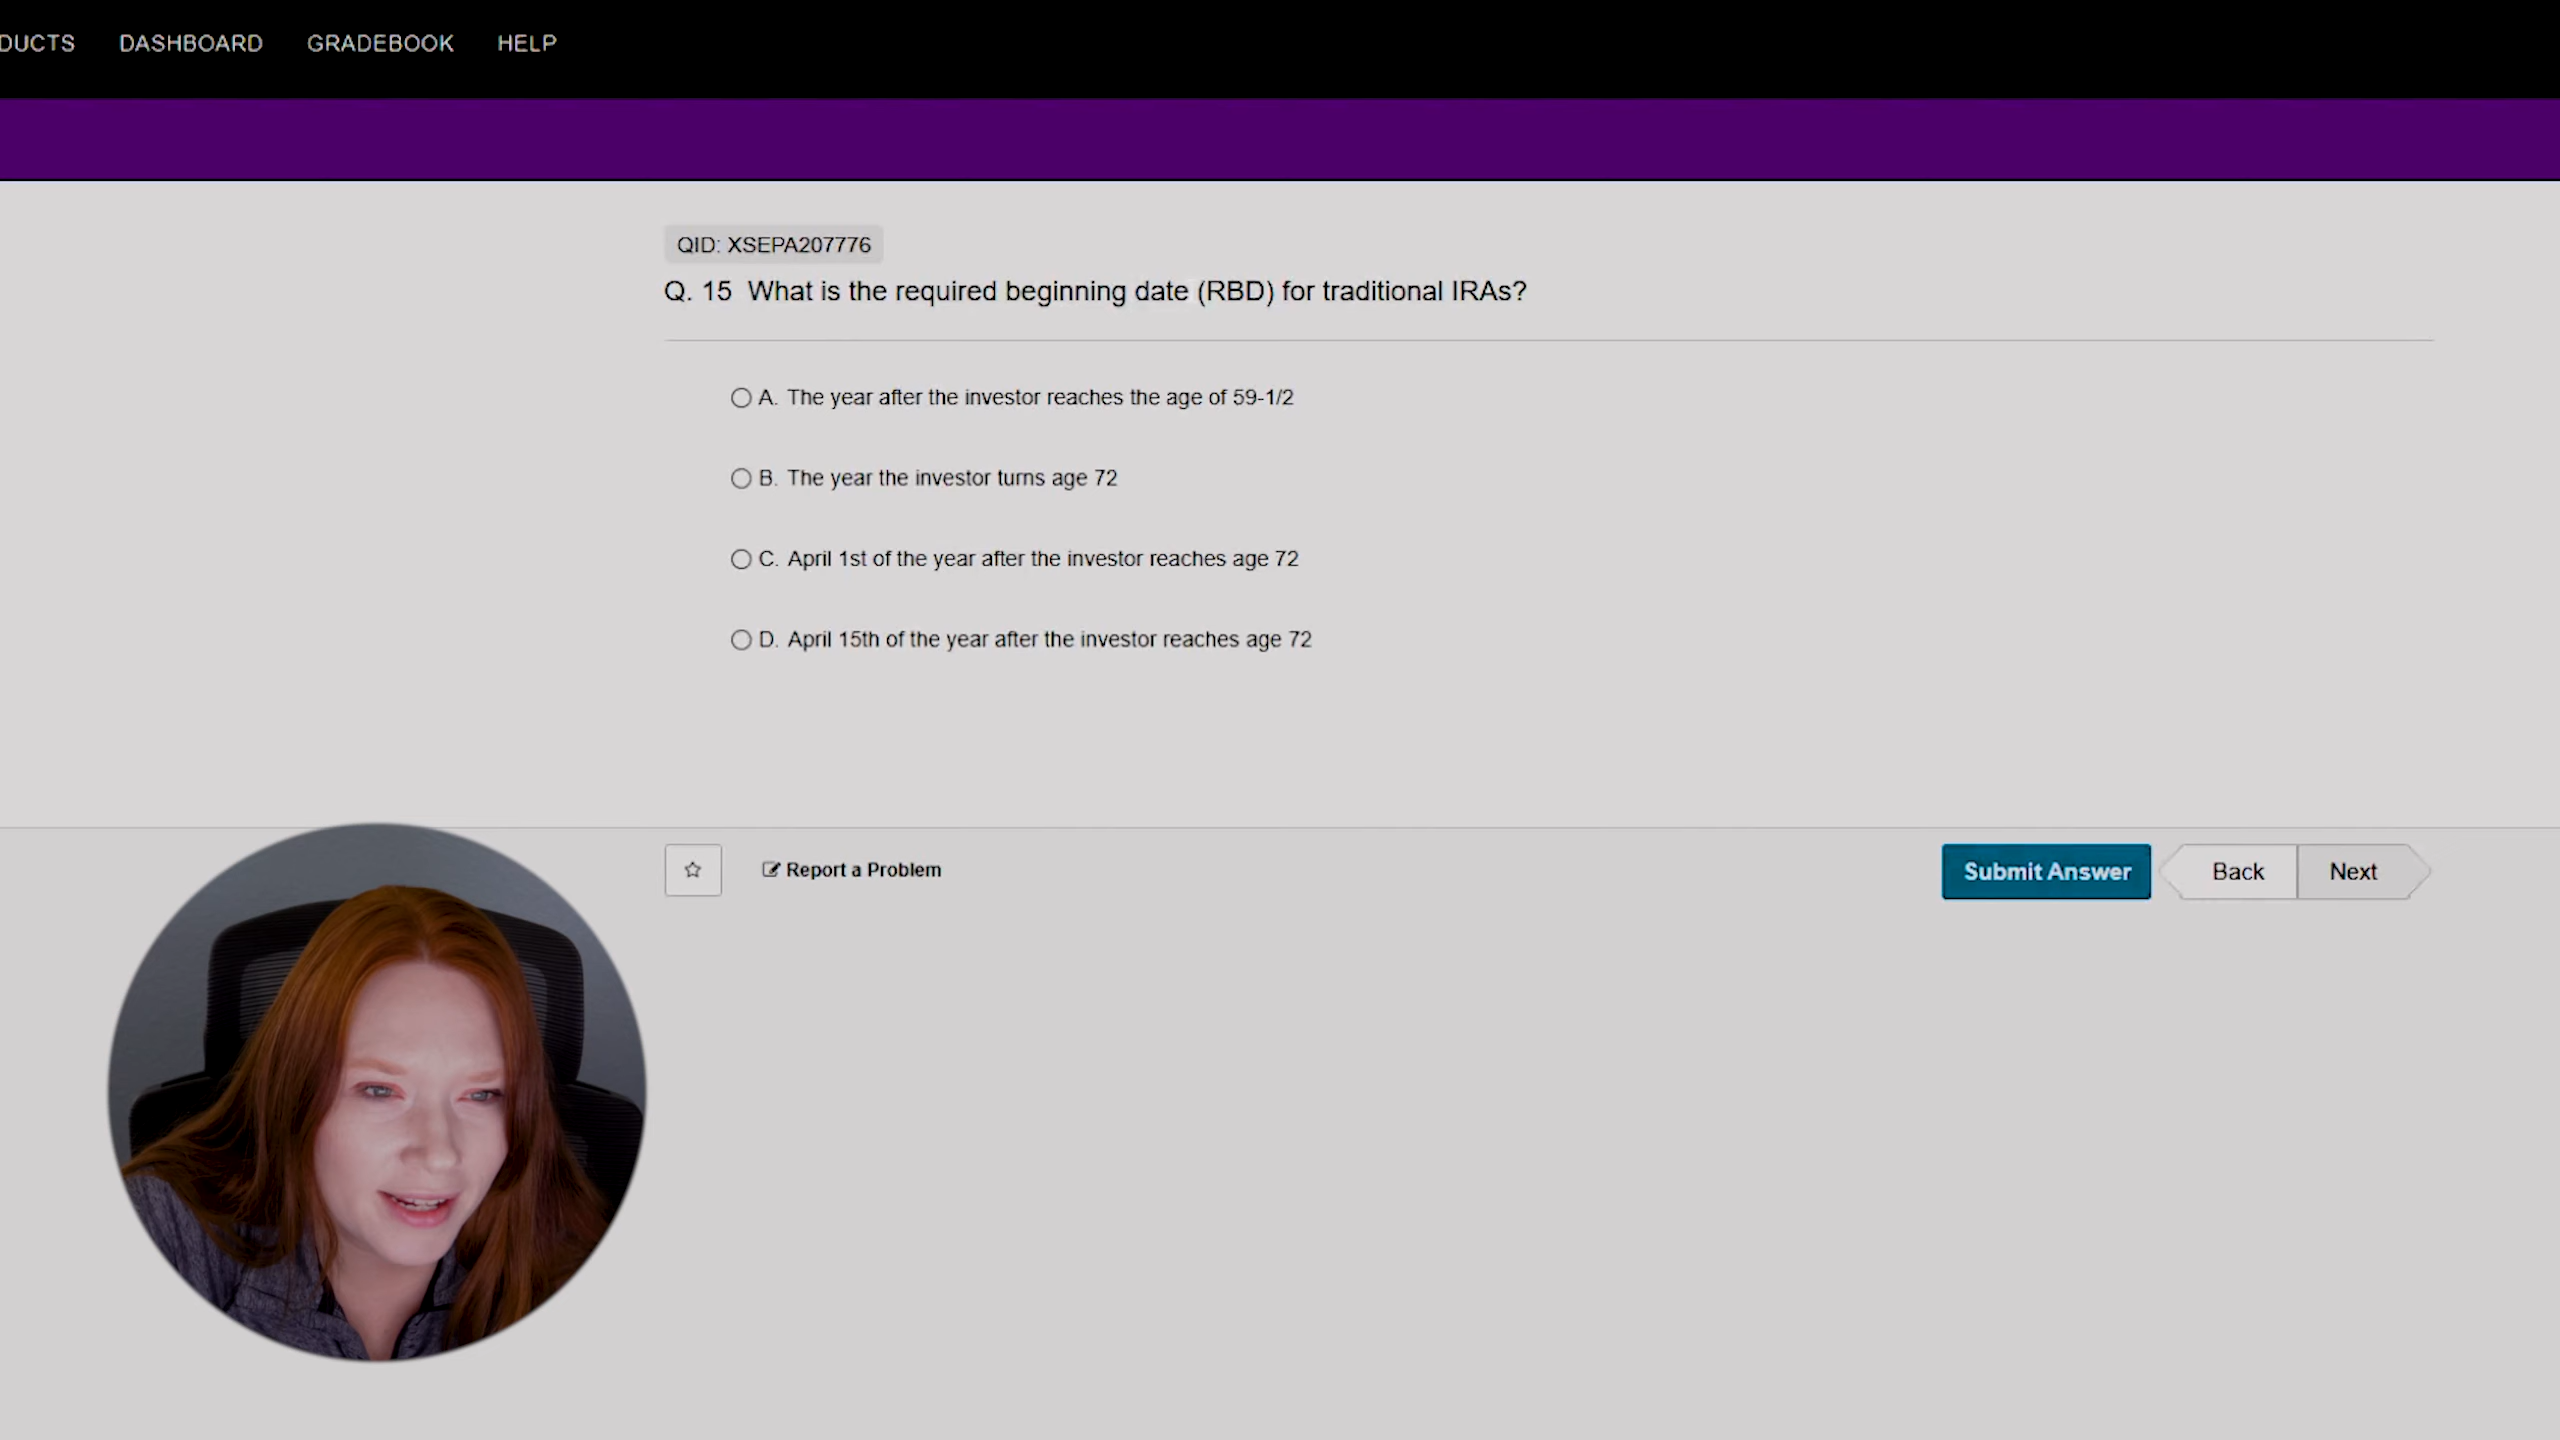 DUCTS DASHBOARD GRADEBOOK HELP
QID: XSEPA207776
Q. 15 What is the required beginning date (RBD) for traditional IRAs?
A. The year after the investor reaches the age of 59-1/2
B. The year the investor turns age 72
C. April 1st of the year after the investor reaches age 72
D. April 15th of the year after the investor reaches age 72
Report a Problem
Submit Answer
Back
Next